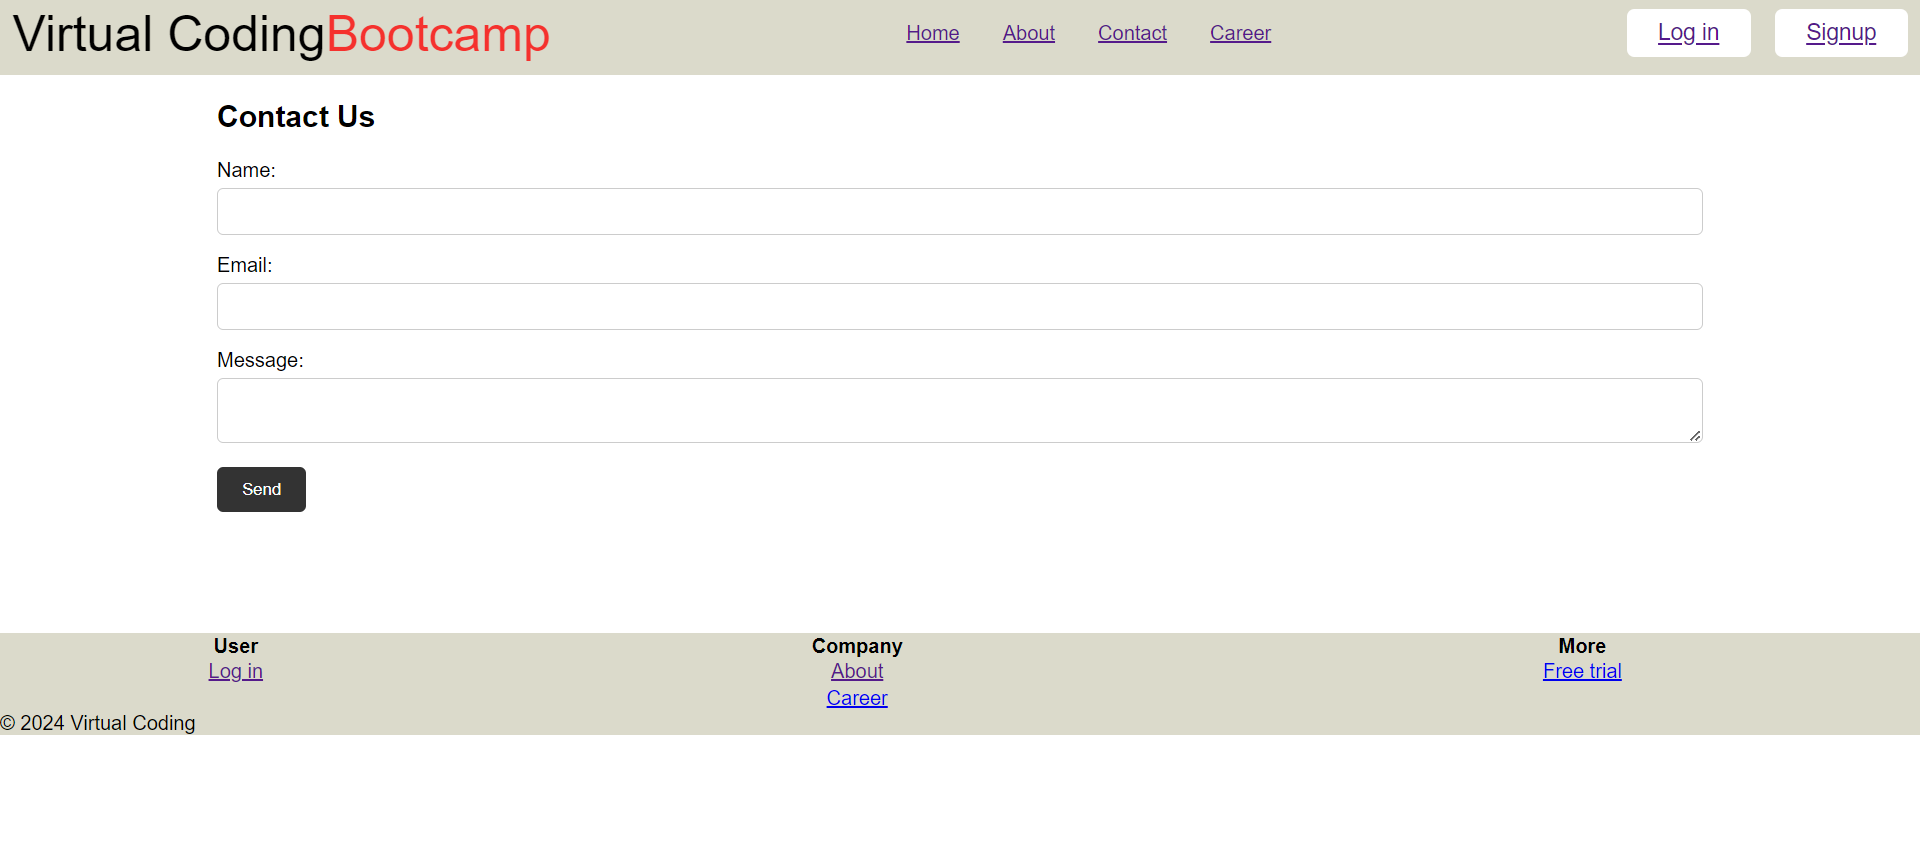 Virtual CodingBootcamp Home About Contact Career Log in Signup
Contact Us
Name:
Email:
Message:
Send
User Company More
Log in About Free trial
Career
© 2024 Virtual Coding